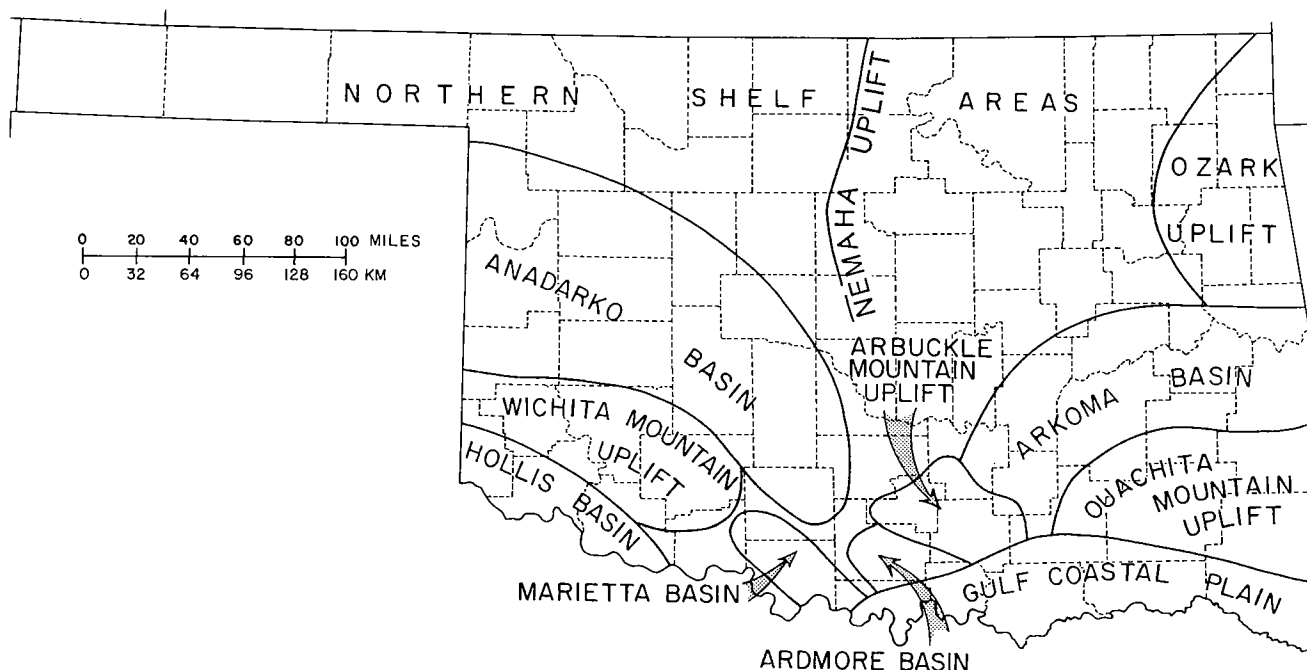 NORTHERN SHELF AREAS
NEMAHA UPLIFT
OZARK
UPLIFT
0 20 40 60 80 100 MILES
0 32 64 96 128 160 KM
ANADARKO
BASIN
ARBUCKLE
MOUNTAIN
UPLIFT
ARKOMA
BASIN
WICHITA MOUNTAIN
UPLIFT
HOLLIS BASIN
OUACHITA
MOUNTAIN
UPLIFT
MARIETTA BASIN
GULF COASTAL PLAIN
ARDMORE BASIN